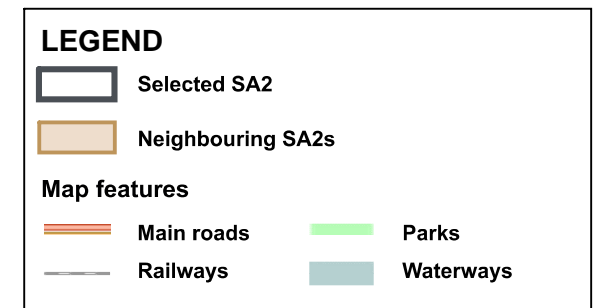 LEGEND
Selected SA2
Neighbouring SA2s
Map features
Main roads
Parks
Railways
Waterways